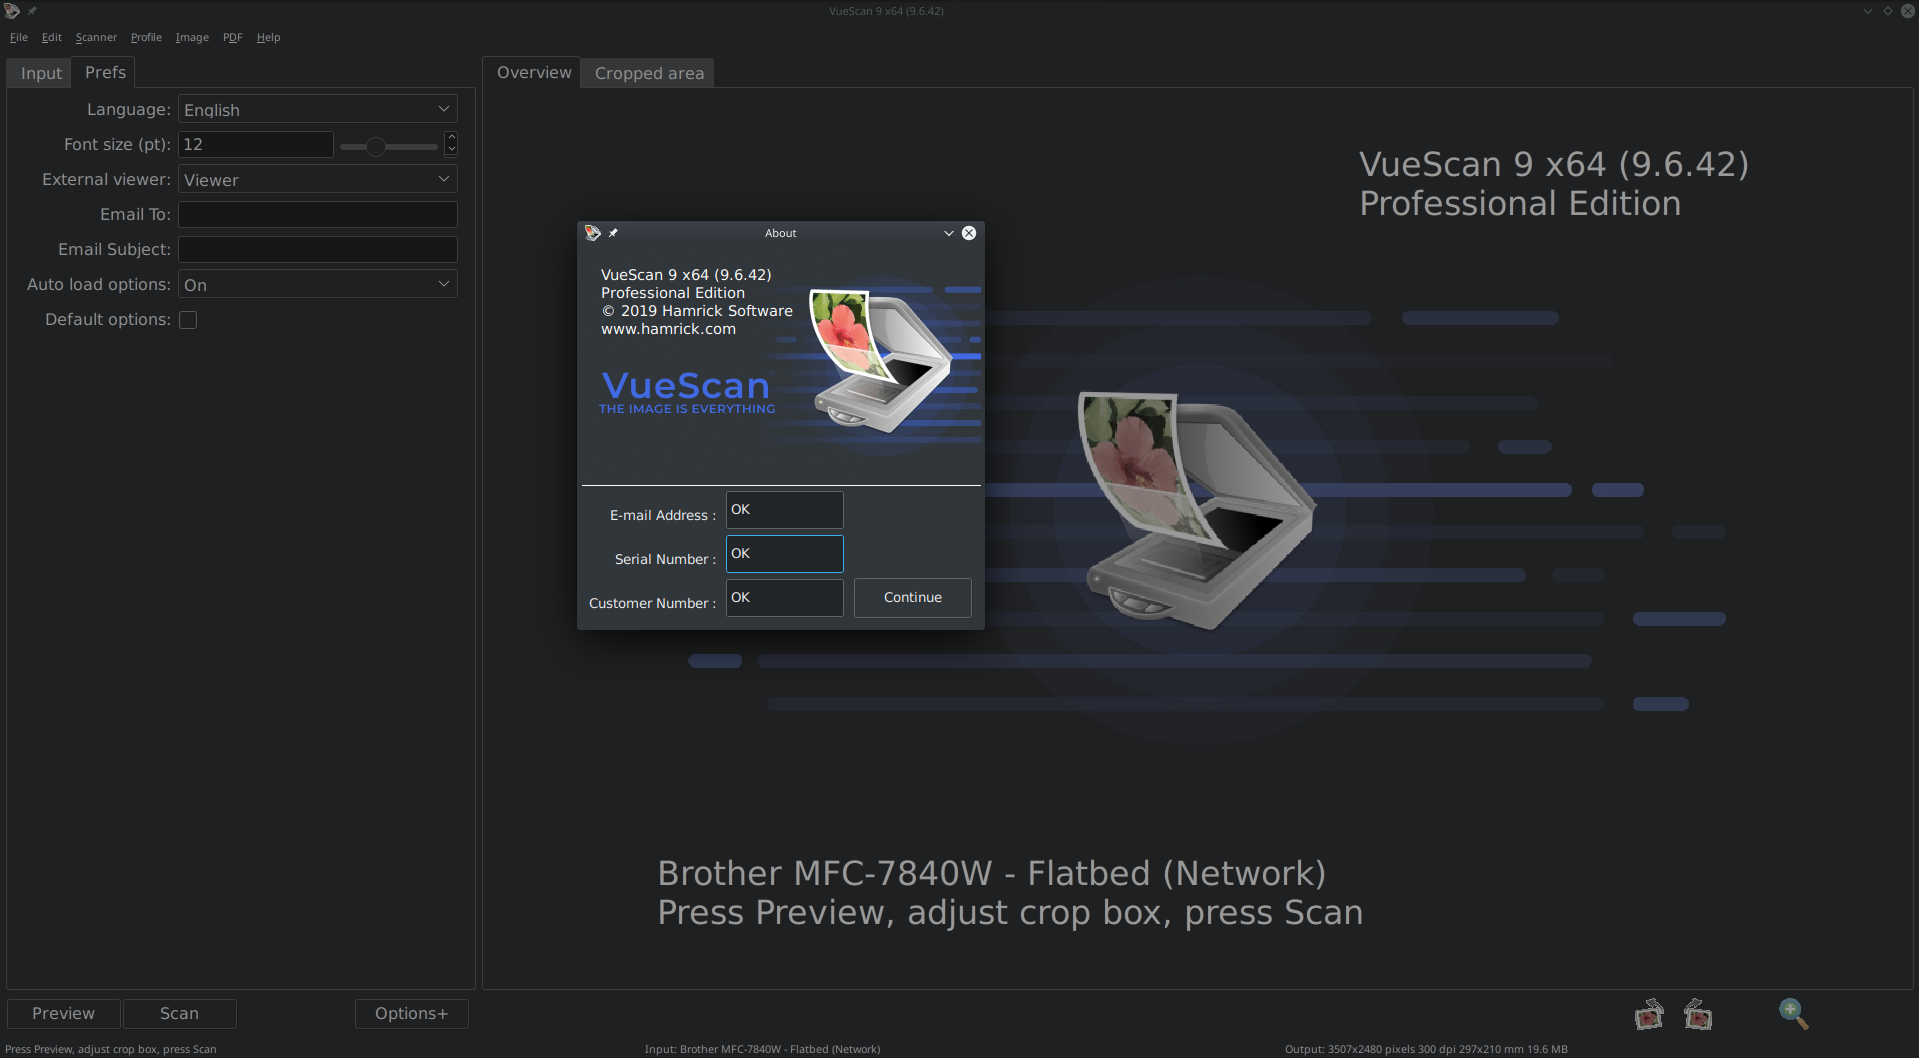 VueScan 9 x64 (9.6.42)
File Edit Scanner Profile Image PDF Help
Input Prefs
Language: English
Font size (pt): 12
External viewer: Viewer
Email To:
Email Subject:
Auto load options: On
Default options:
Overview Cropped area
VueScan 9 x64 (9.6.42)
Professional Edition
About
VueScan 9 x64 (9.6.42)
Professional Edition
© 2019 Hamrick Software
www.hamrick.com
VueScan
THE IMAGE IS EVERYTHING
E-mail Address : OK
Serial Number : OK
Customer Number : OK
Continue
Brother MFC-7840W - Flatbed (Network)
Press Preview, adjust crop box, press Scan
Preview Scan Options+
Press Preview, adjust crop box, press Scan
Input: Brother MFC-7840W - Flatbed (Network)
Output: 3507x2480 pixels 300 dpi 297x210 mm 19.6 MB